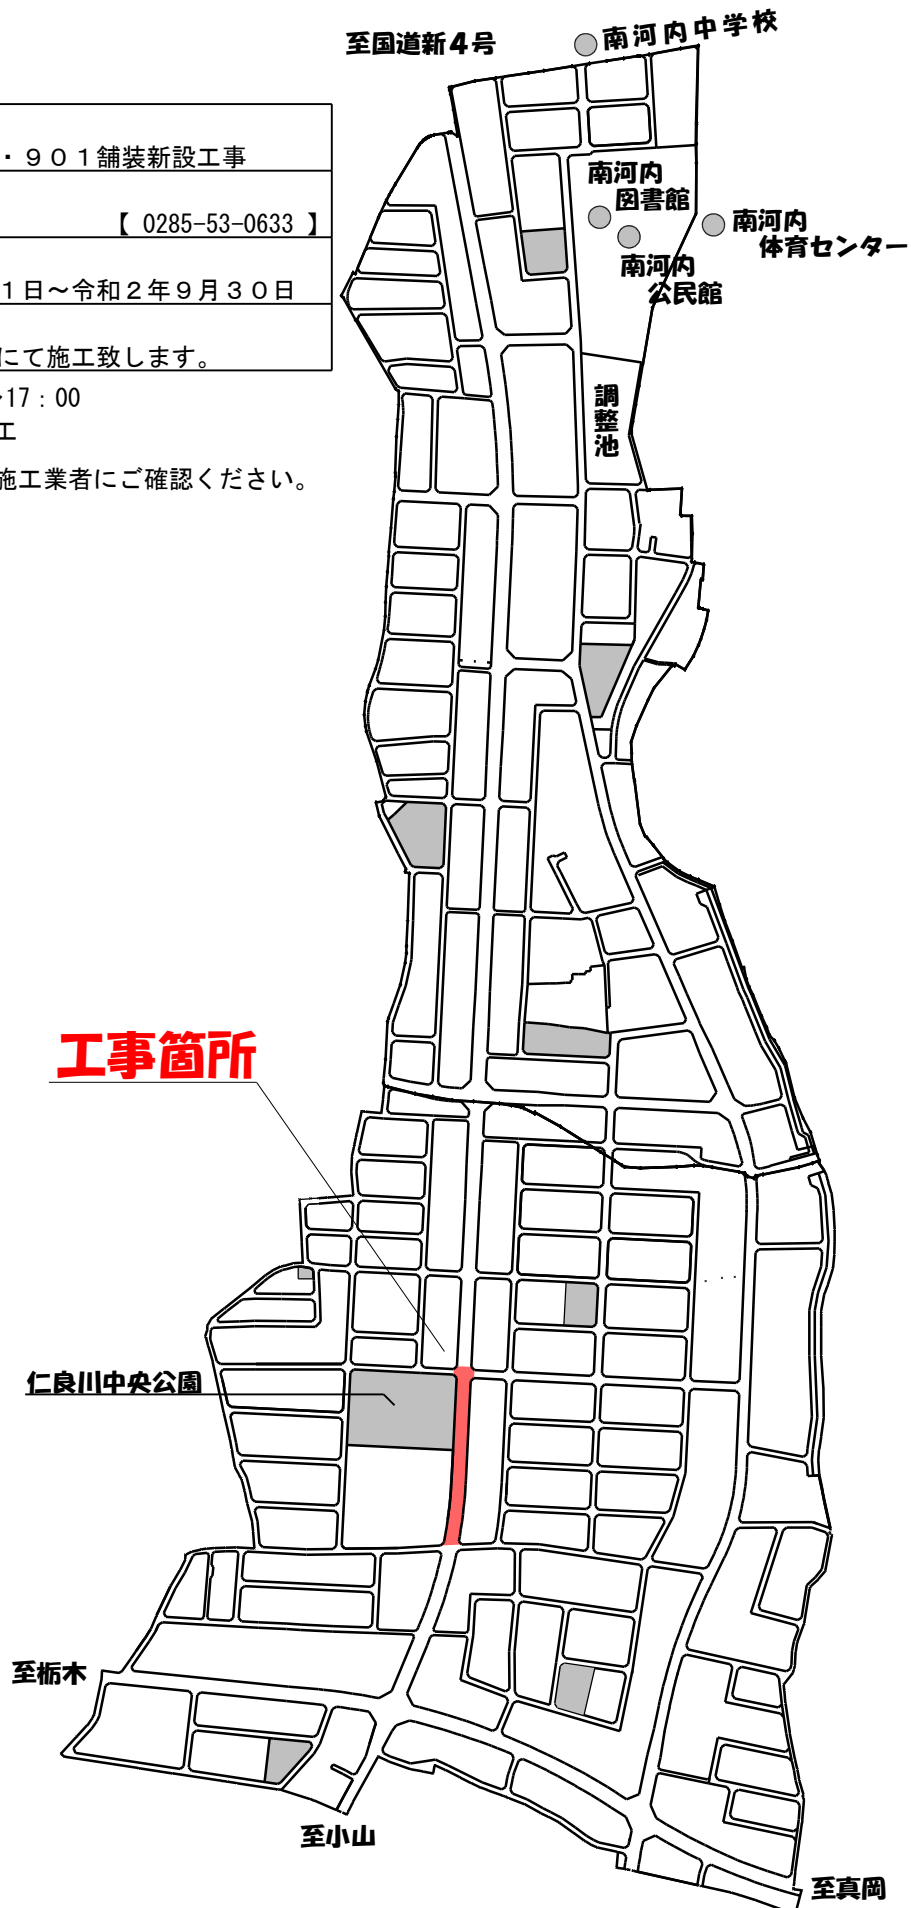 至国道新４号
南河内中学校
・９０１舗装新設工事
【 0285-53-0633 】
１日～令和２年９月３０日
にて施工致します。
17：00
工
施工業者にご確認ください。
南河内
図書館
南河内
公民館
南河内
体育センター
調整池
工事箇所
仁良川中央公園
至栃木
至小山
至真岡